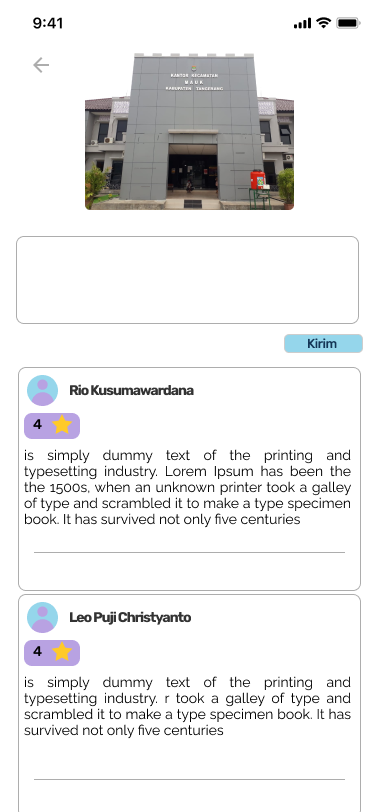 9:41
KANTOR KECAMATAN
MAUK
KABUPATEN TANGERANG
Kirim
Rio Kusumawardana
4
is simply dummy text of the printing and
typesetting industry. Lorem Ipsum has been the
the 1500s, when an unknown printer took a galley
of type and scrambled it to make a type specimen
book. It has survived not only five centuries
Leo Puji Christyanto
4
is simply dummy text of the printing and
typesetting industry. r took a galley of type and
scrambled it to make a type specimen book. It has
survived not only five centuries